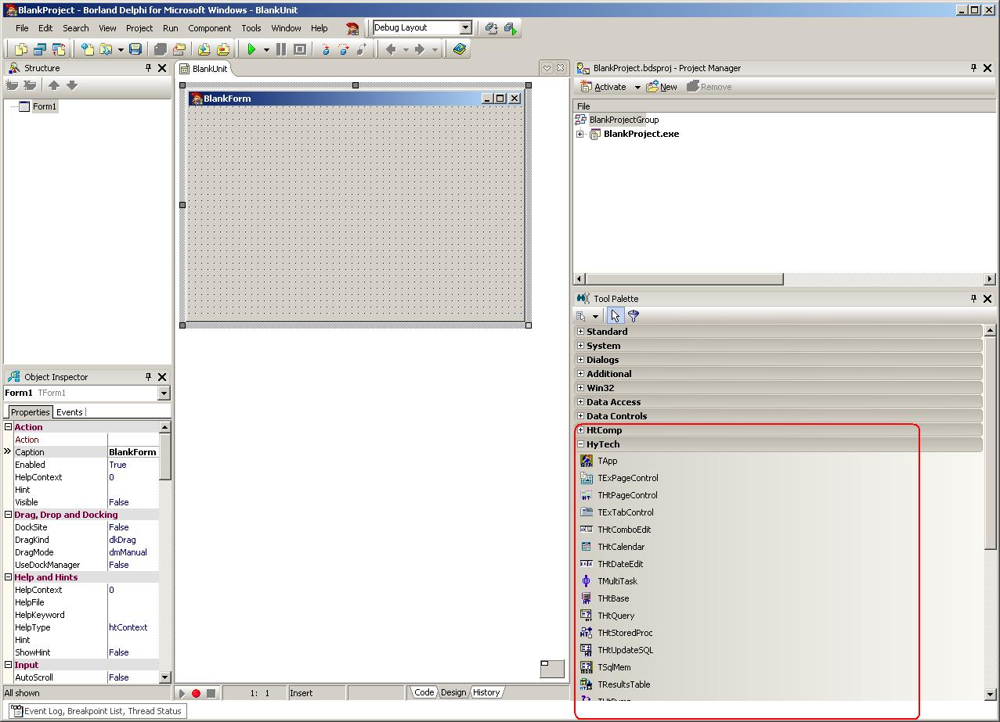 BlankProject - Borland Delphi for Microsoft Windows - BlankUnit
File Edit Search View Project Run Component Tools Window Help
Debug Layout
Structure
Form1
BlankUnit
BlankForm
BlankProject.bdsproj - Project Manager
Activate New Remove
File
BlankProjectGroup
BlankProject.exe
Tool Palette
Standard
System
Dialogs
Additional
Win32
Data Access
Data Controls
HtComp
HyTech
TApp
TExPageControl
THtPageControl
TExTabControl
THtComboEdit
THtCalendar
THtDateEdit
TMultiTask
THtBase
THtQuery
THtStoredProc
THtUpdateSQL
TSqlMem
TResultsTable
Object Inspector
Form1 TForm1
Properties Events
Action
Action
Caption BlankForm
Enabled True
HelpContext 0
Hint
Visible False
Drag, Drop and Docking
DockSite False
DragKind dkDrag
DragMode dmManual
UseDockManager False
Help and Hints
HelpContext 0
HelpFile
HelpKeyword
HelpType htContext
Hint
ShowHint False
Input
AutoScroll False
All shown
1: 1 Insert
Code Design History
Event Log, Breakpoint List, Thread Status